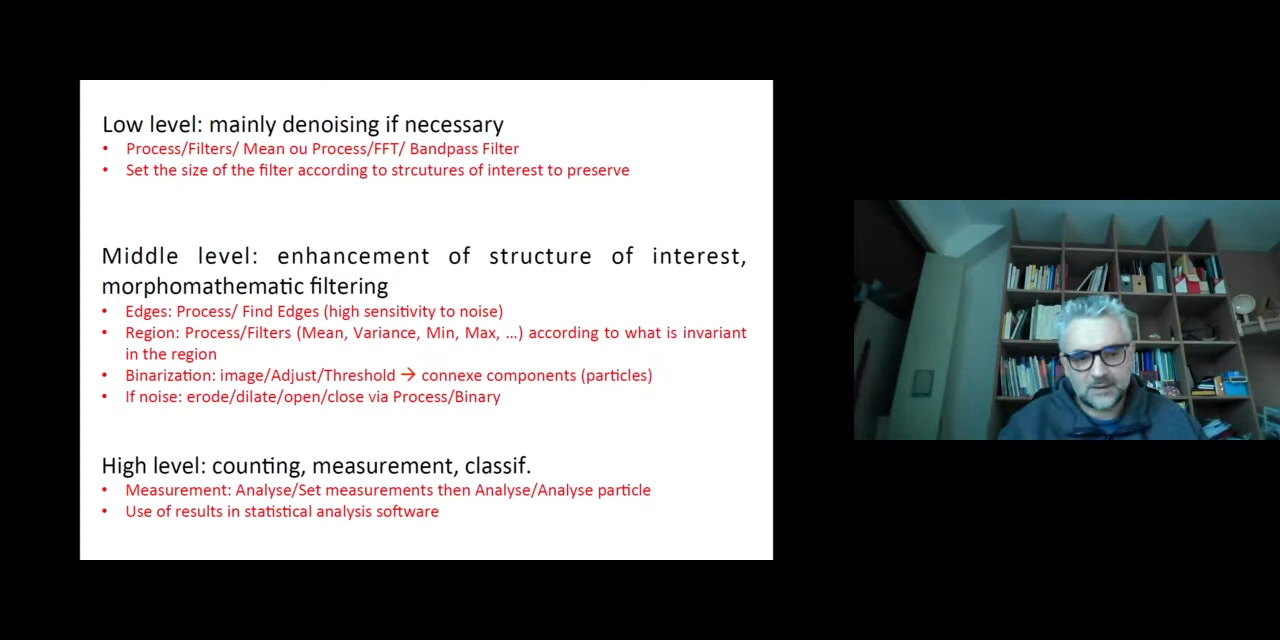 Low level: mainly denoising if necessary
• Process/Filters/ Mean ou Process/FFT/ Bandpass Filter
• Set the size of the filter according to strcutures of interest to preserve
Middle level: enhancement of structure of interest,
morphomathematic filtering
• Edges: Process/ Find Edges (high sensitivity to noise)
• Region: Process/Filters (Mean, Variance, Min, Max, …) according to what is invariant
in the region
• Binarization: image/Adjust/Threshold → connexe components (particles)
• If noise: erode/dilate/open/close via Process/Binary
High level: counting, measurement, classif.
• Measurement: Analyse/Set measurements then Analyse/Analyse particle
• Use of results in statistical analysis software